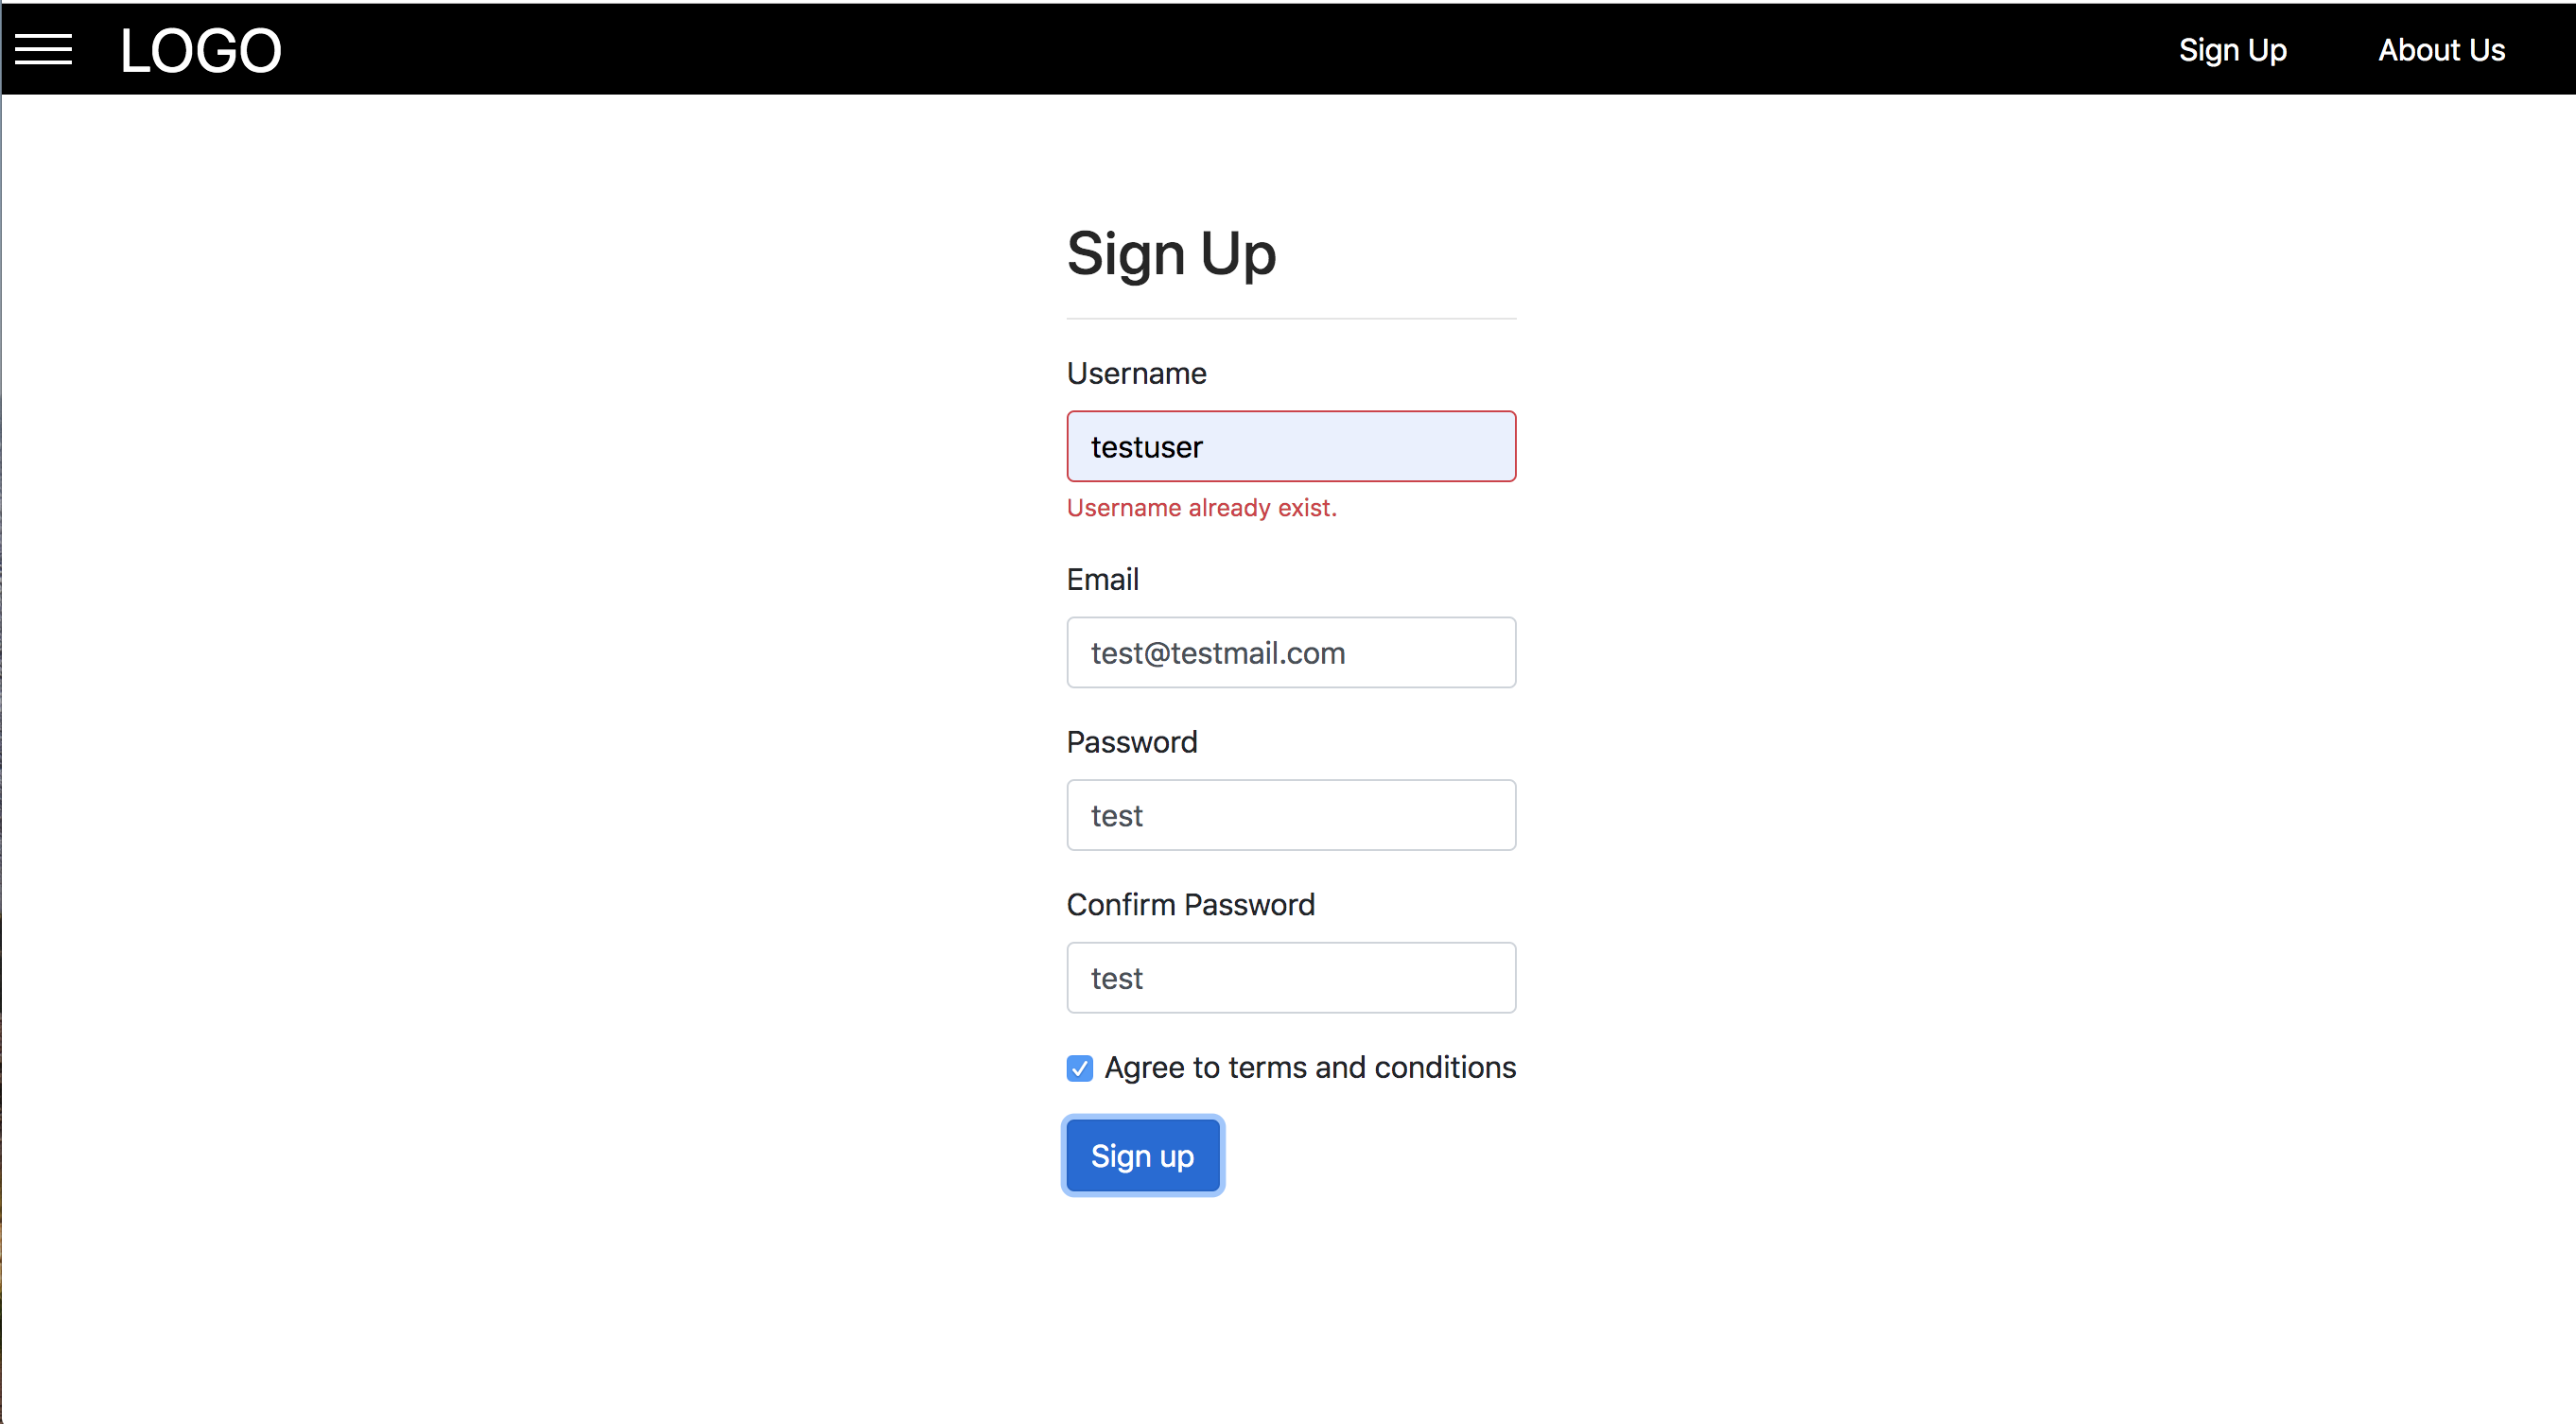 LOGO
Sign Up
About Us
Sign Up
Username
testuser
Username already exist.
Email
test@testmail.com
Password
test
Confirm Password
test
Agree to terms and conditions
Sign up